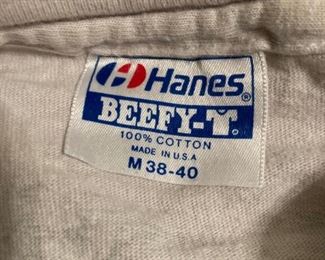 Hanes®
BEEFY-T®
100% COTTON
MADE IN U.S.A
M 38-40